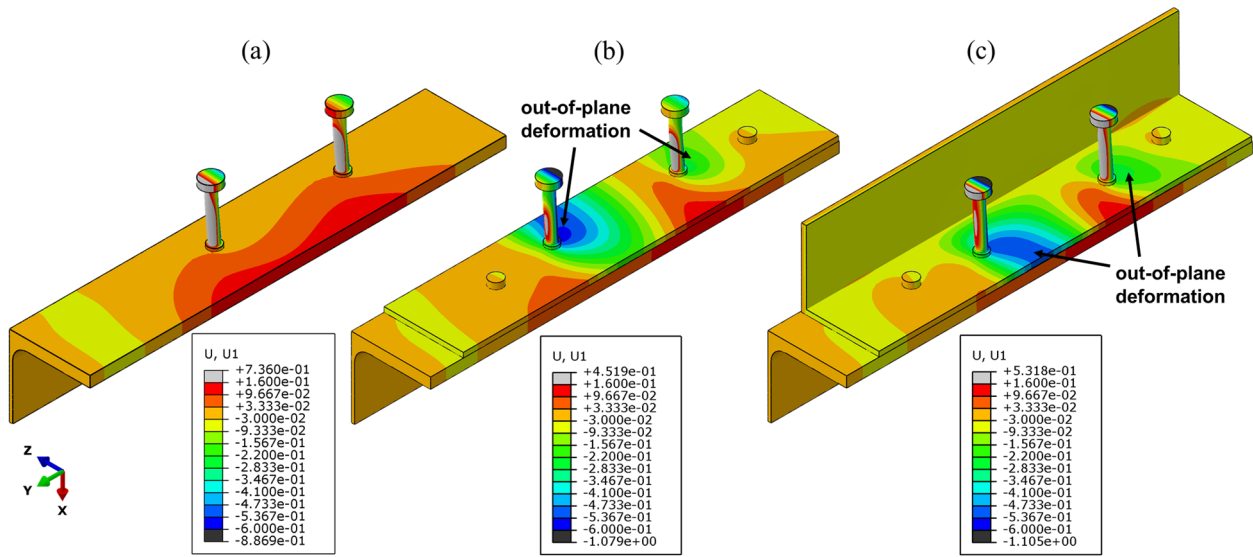 (a)
(b)
(c)
out-of-plane
deformation
out-of-plane
deformation
U, U1
+7.360e-01
+1.600e-01
+9.667e-02
+3.333e-02
-3.000e-02
-9.333e-02
-1.567e-01
-2.200e-01
-2.833e-01
-3.467e-01
-4.100e-01
-4.733e-01
-5.367e-01
-6.000e-01
-8.869e-01
U, U1
+4.519e-01
+1.600e-01
+9.667e-02
+3.333e-02
-3.000e-02
-9.333e-02
-1.567e-01
-2.200e-01
-2.833e-01
-3.467e-01
-4.100e-01
-4.733e-01
-5.367e-01
-6.000e-01
-1.079e+00
U, U1
+5.318e-01
+1.600e-01
+9.667e-02
+3.333e-02
-3.000e-02
-9.333e-02
-1.567e-01
-2.200e-01
-2.833e-01
-3.467e-01
-4.100e-01
-4.733e-01
-5.367e-01
-6.000e-01
-1.105e+00
Z
Y
X